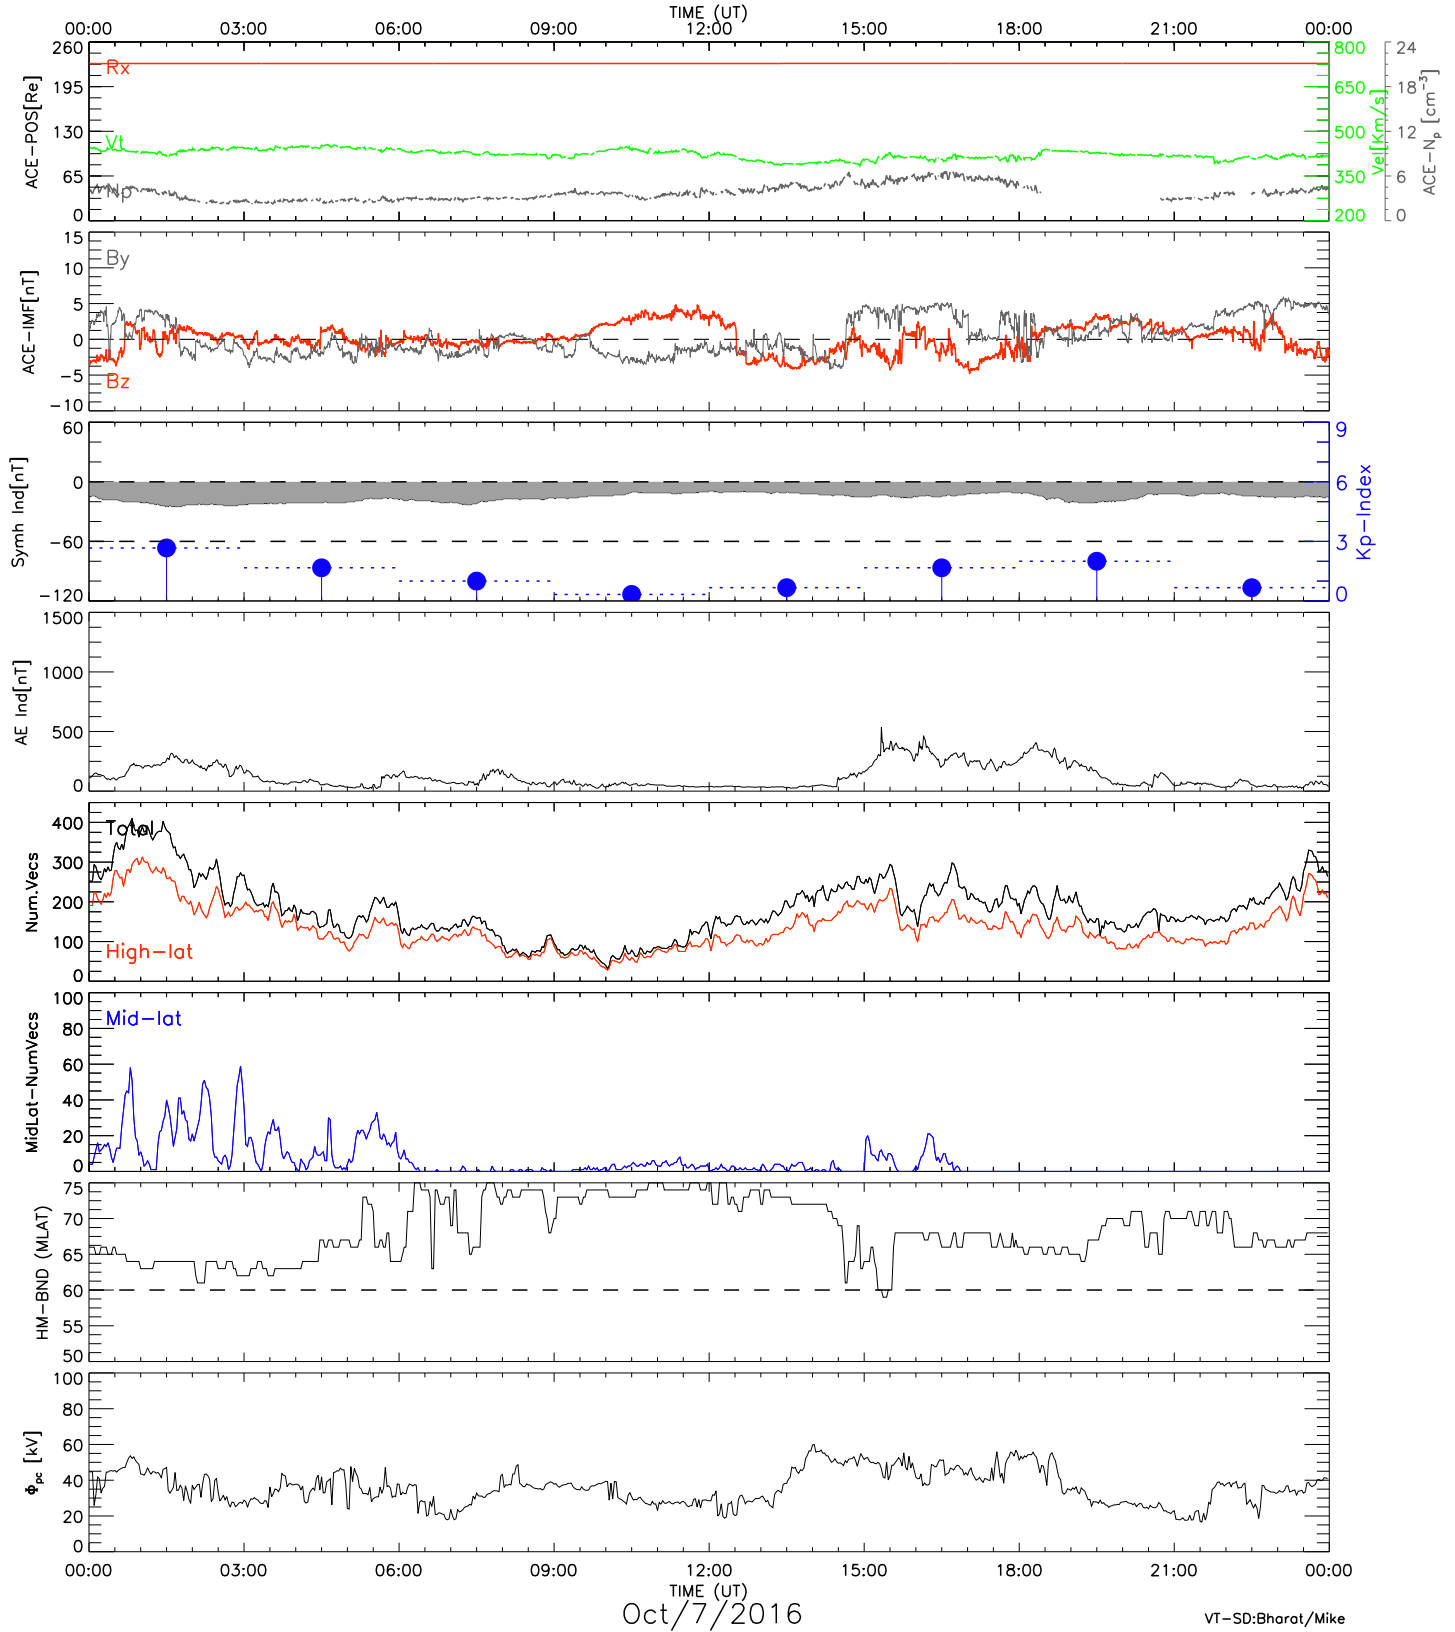 TIME (UT)
00:00 03:00 06:00 09:00 12:00 15:00 18:00 21:00 00:00
ACE-POS[Re]
260
195
130
65
0
Rx
Vt
Np
800
650
500
350
200
Vel[Km/s]
24
18
12
6
0
ACE-Np [cm-3]
ACE-IMF[nT]
15
10
5
0
-5
-10
By
Bz
Symh Ind[nT]
60
0
-60
-120
9
6
3
0
Kp-Index
AE Ind[nT]
1500
1000
500
0
Num.Vecs
400
300
200
100
0
Total
High-lat
MidLat-NumVecs
100
80
60
40
20
0
Mid-lat
HM-BND (MLAT)
75
70
65
60
55
50
Φpc [kV]
100
80
60
40
20
0
00:00 03:00 06:00 09:00 12:00 15:00 18:00 21:00 00:00
TIME (UT)
Oct/7/2016
VT-SD:Bharat/Mike